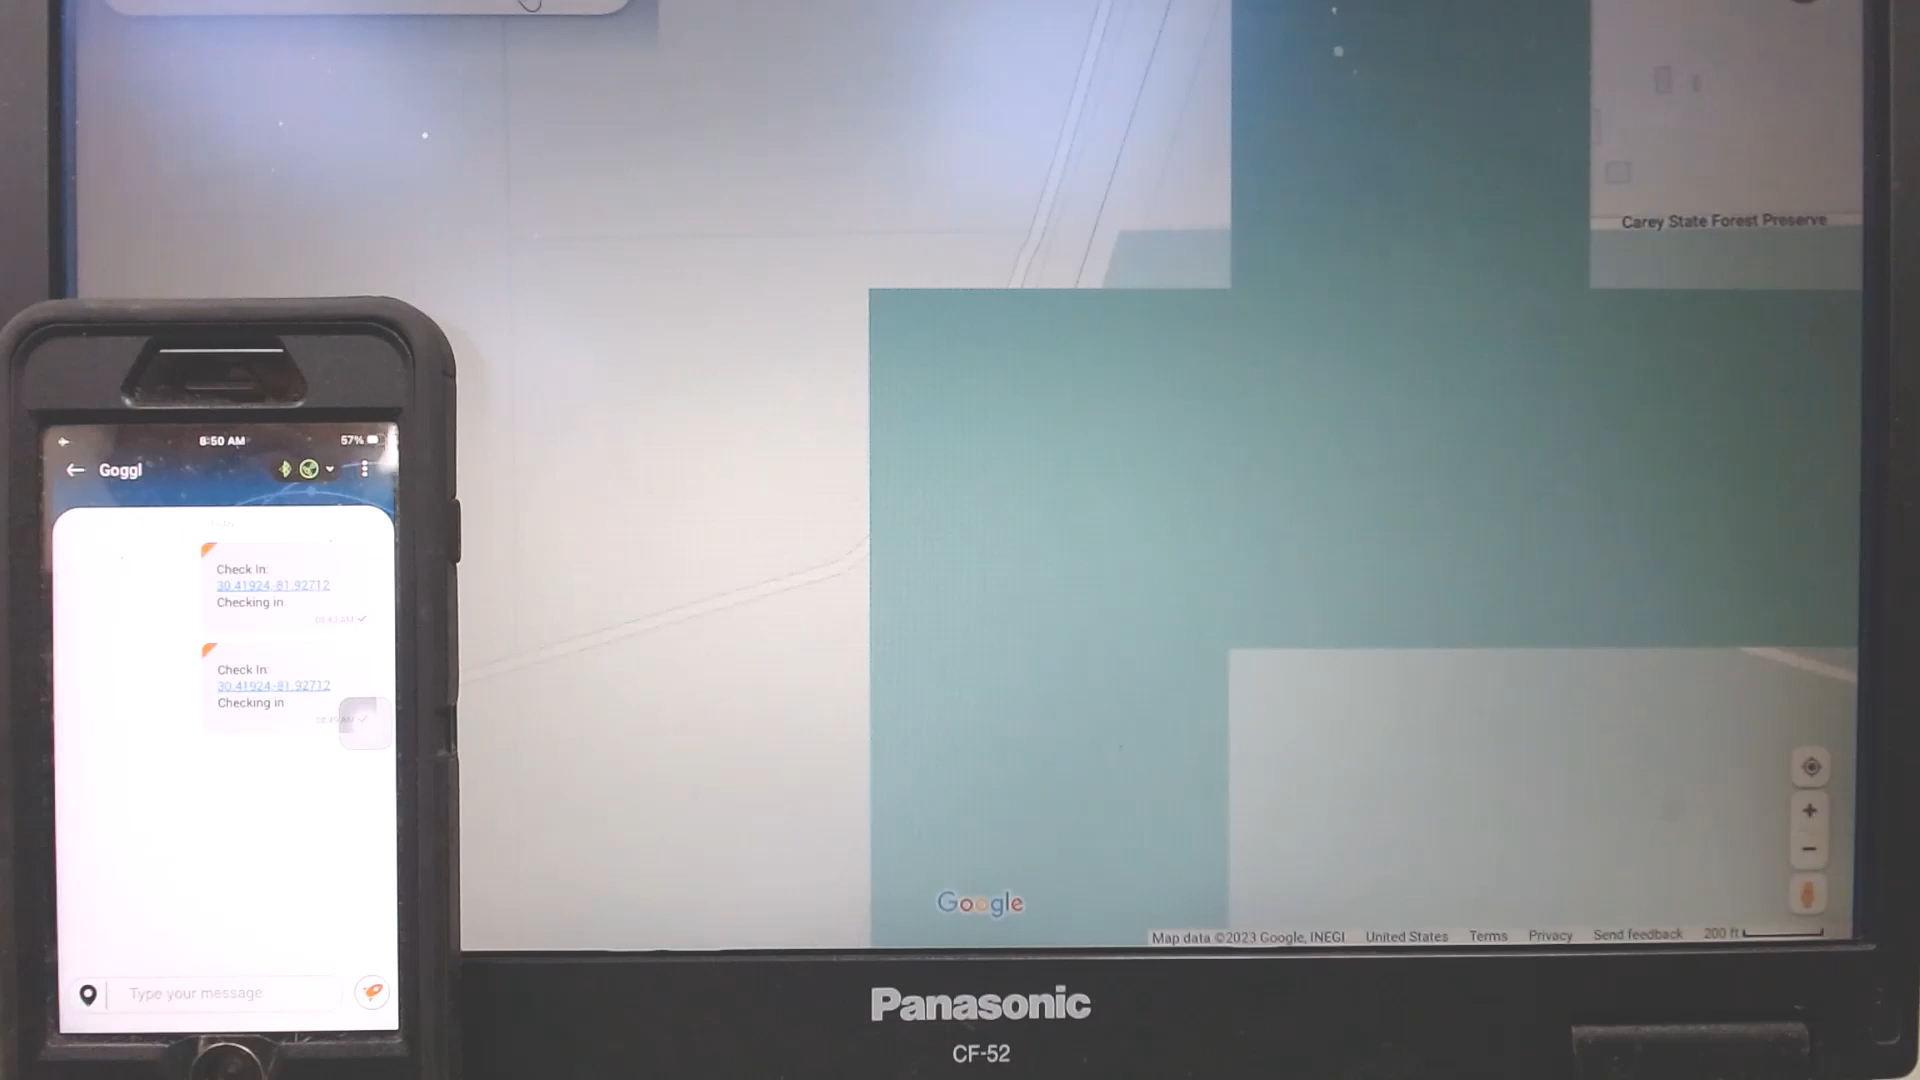 Carey State Forest Preserve
8:50 AM
57%
Goggl
Check In:
30.41924,-81.92712
Checking in
Check In:
30.41924,-81.92712
Checking in
Type your message
Google
Map data ©2023 Google, INEGI United States Terms Privacy Send feedback 200 ft
Panasonic
CF-52